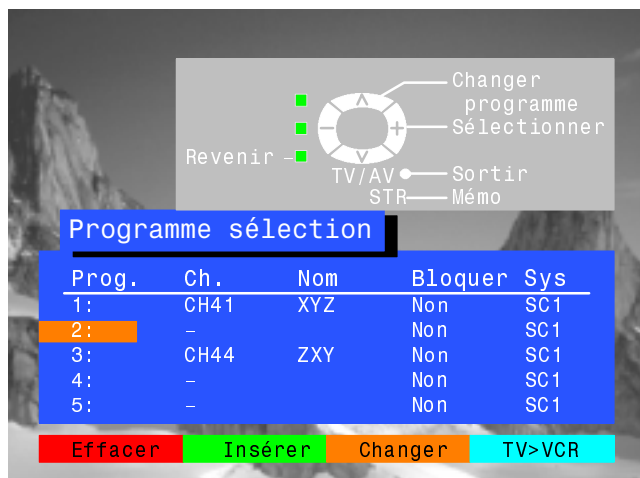 Changer
programme
Sélectionner
Revenir –
TV/AV Sortir
STR Mémo
Programme sélection
Prog. Ch. Nom Bloquer Sys
1: CH41 XYZ Non SC1
2: – Non SC1
3: CH44 ZXY Non SC1
4: – Non SC1
5: – Non SC1
Effacer Insérer Changer TV>VCR